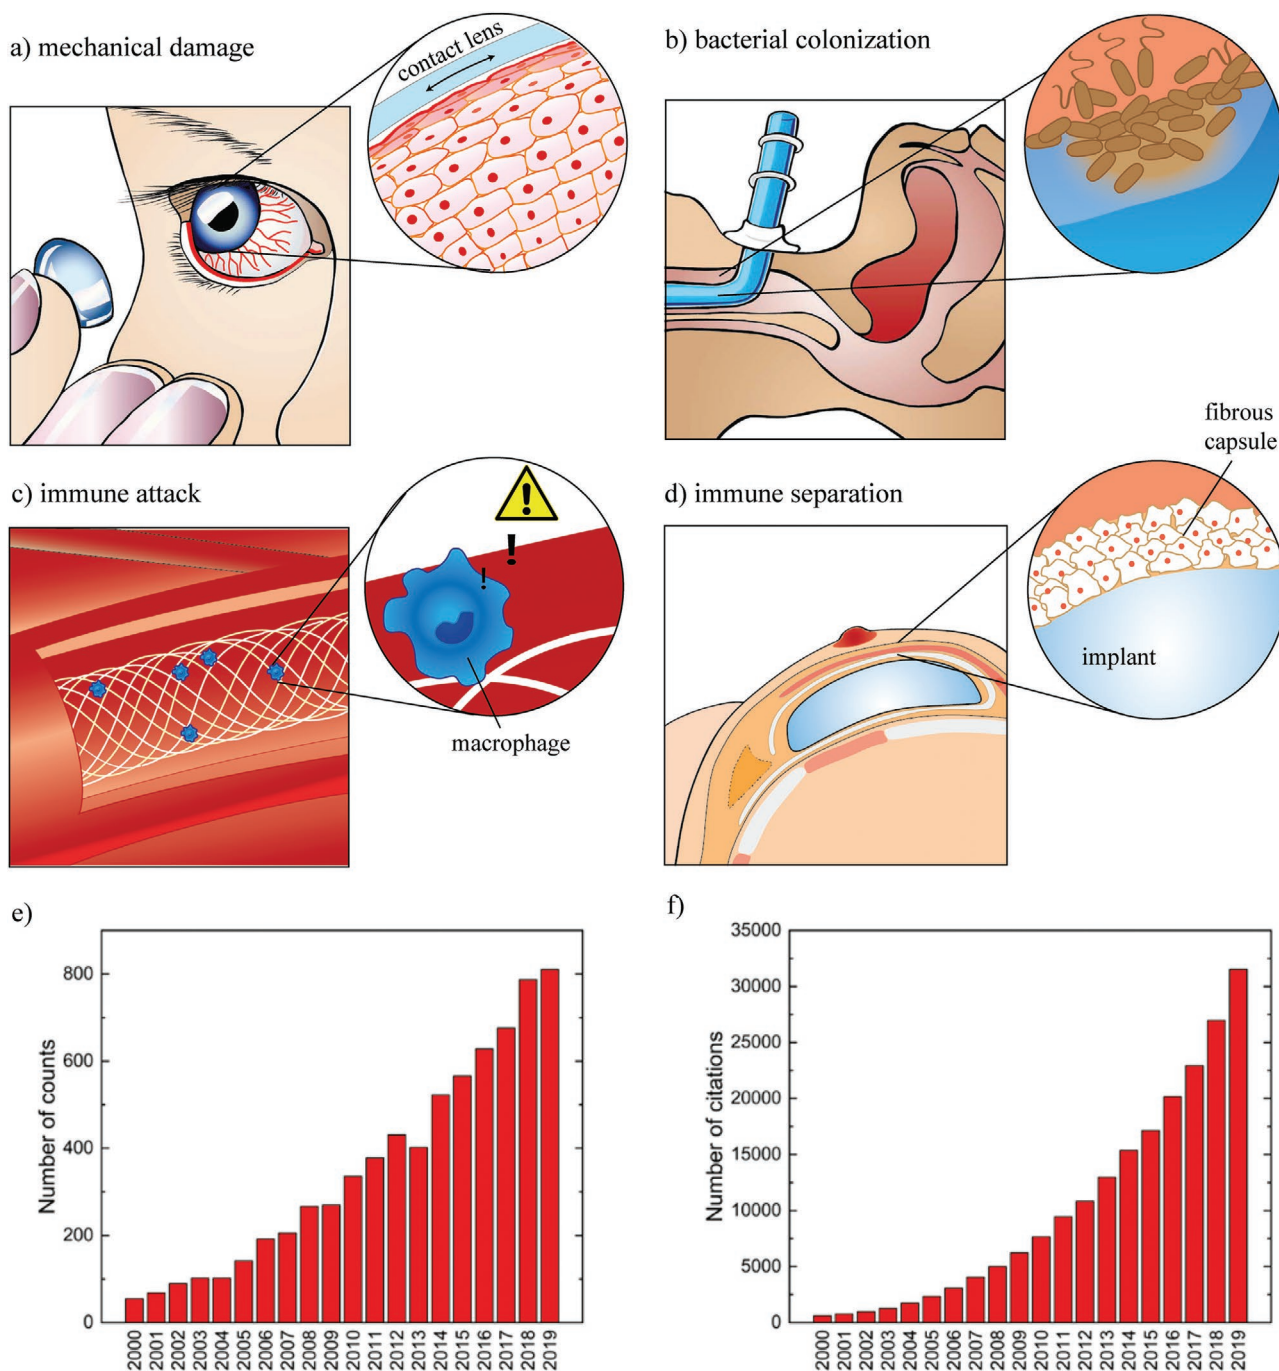 a) mechanical damage
contact lens
b) bacterial colonization
c) immune attack
!
!
!
macrophage
d) immune separation
fibrous
capsule
implant
e)
Number of counts
800
600
400
200
0
2000 2001 2002 2003 2004 2005 2006 2007 2008 2009 2010 2011 2012 2013 2014 2015 2016 2017 2018 2019
f)
Number of citations
35000
30000
25000
20000
15000
10000
5000
0
2000 2001 2002 2003 2004 2005 2006 2007 2008 2009 2010 2011 2012 2013 2014 2015 2016 2017 2018 2019